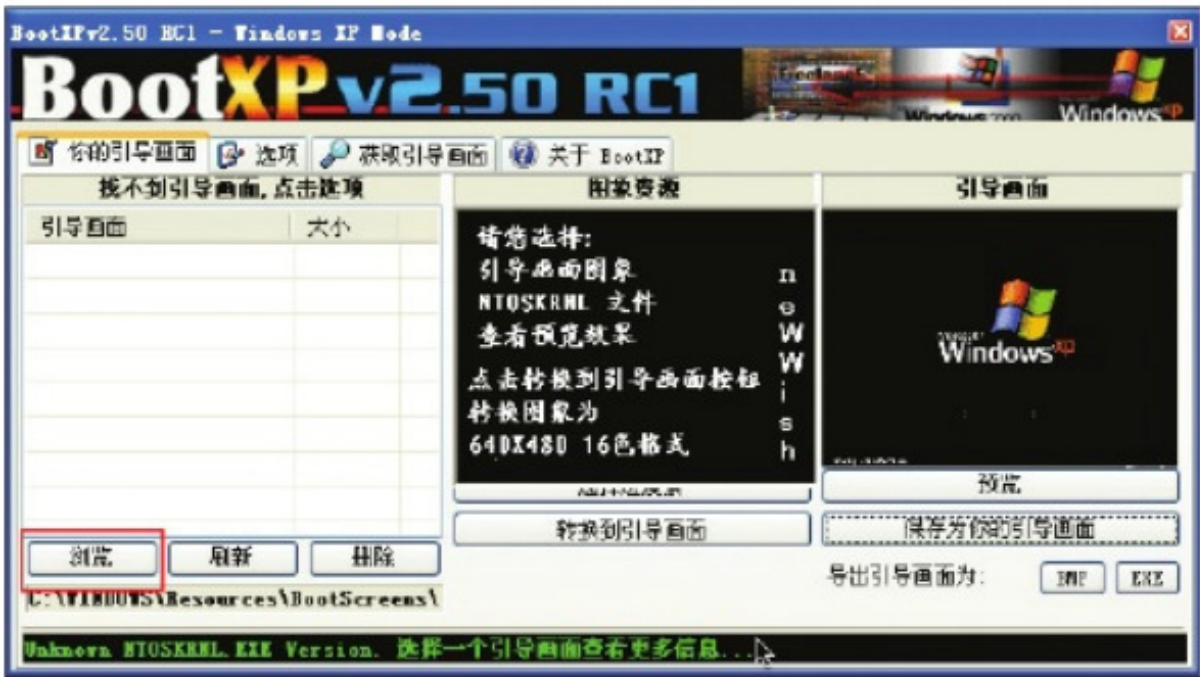 BootXPv2.50 RC1 - Windows XP Mode
BootXPv2.50 RC1
Windows 2000
Windows xp
你的引导画面
选项
获取引导画面
关于 BootXP
找不到引导画面,点击选项
图象资源
引导画面
引导画面
大小
请您选择:
引导画面图象
NTOSKRNL 文件
查看预览效果
点击转换到引导画面按钮
转换图象为
640X480 16色格式
neWWish
Windows xp
预览
转换到引导画面
保存为你的引导画面
浏览
刷新
删除
导出引导画面为:
BMP
EXE
C:\WINDOWS\Resources\BootScreens\
Unknown NTOSKRNL.EXE Version. 选择一个引导画面查看更多信息...